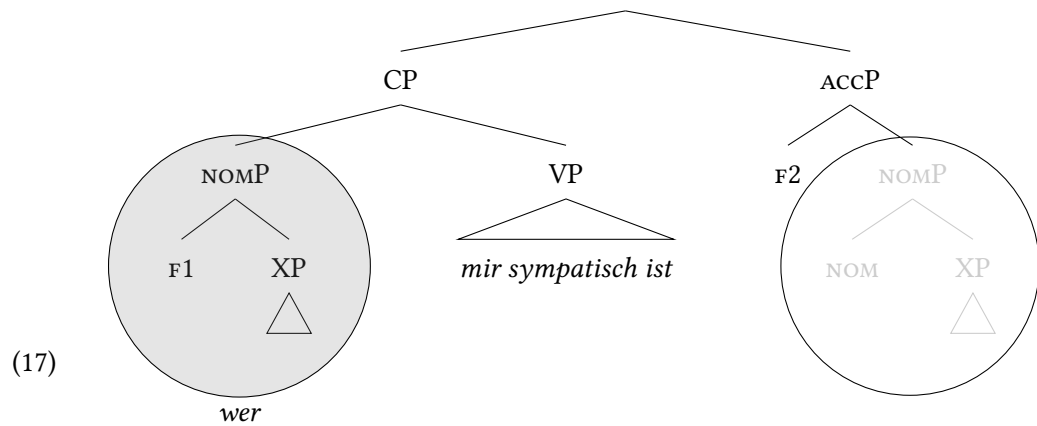 CP ACCP
NOMP VP F2 NOMP
F1 XP mir sympatisch ist NOM XP
(17)
wer